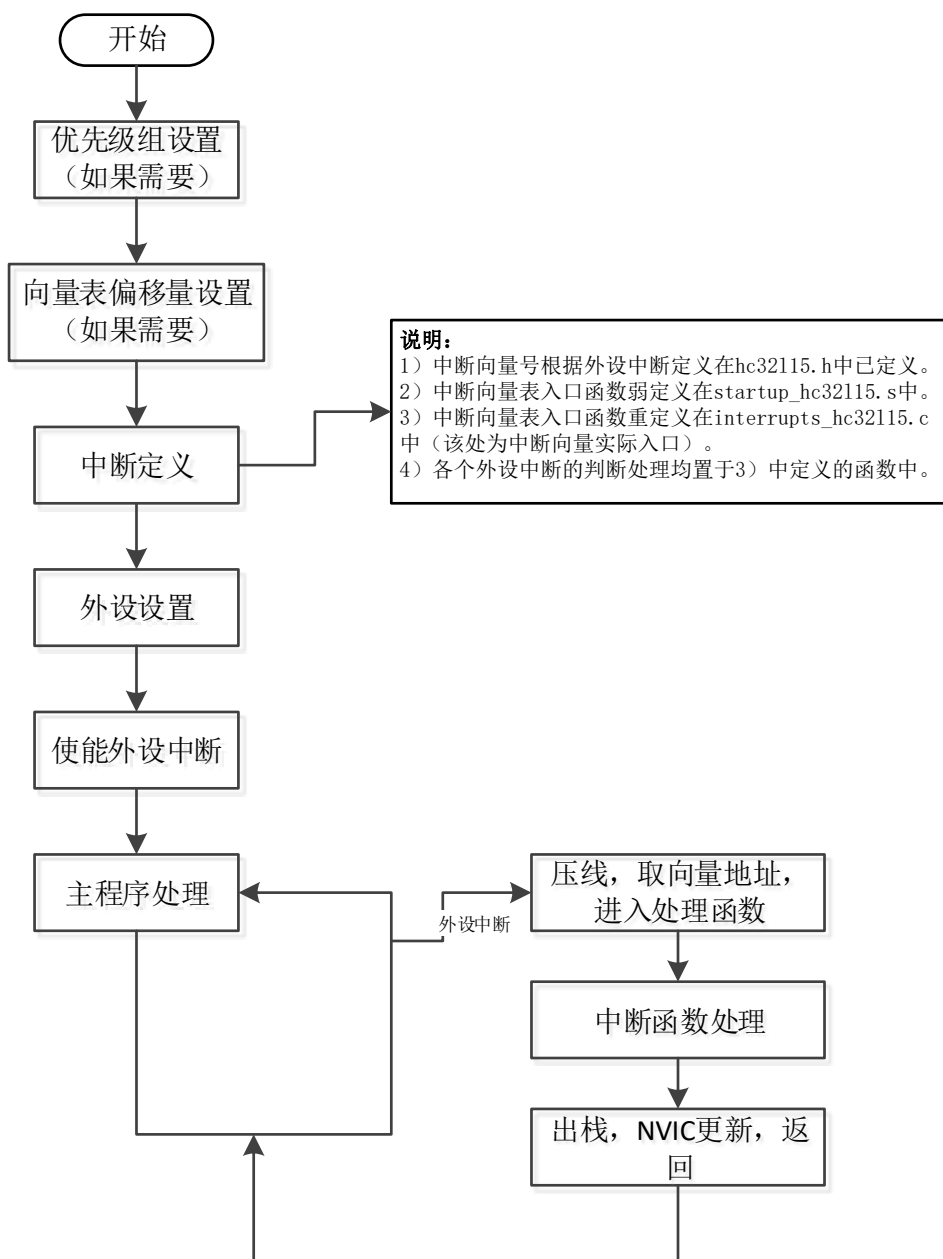 开始
优先级组设置
（如果需要）
向量表偏移量设置
（如果需要）
中断定义
说明：
1）中断向量号根据外设中断定义在hc32l15.h中已定义。
2）中断向量表入口函数弱定义在startup_hc32l15.s中。
3）中断向量表入口函数重定义在interrupts_hc32l15.c
中（该处为中断向量实际入口）。
4）各个外设中断的判断处理均置于3）中定义的函数中。
外设设置
使能外设中断
主程序处理
外设中断
压线，取向量地址，
进入处理函数
中断函数处理
出栈，NVIC更新，返
回